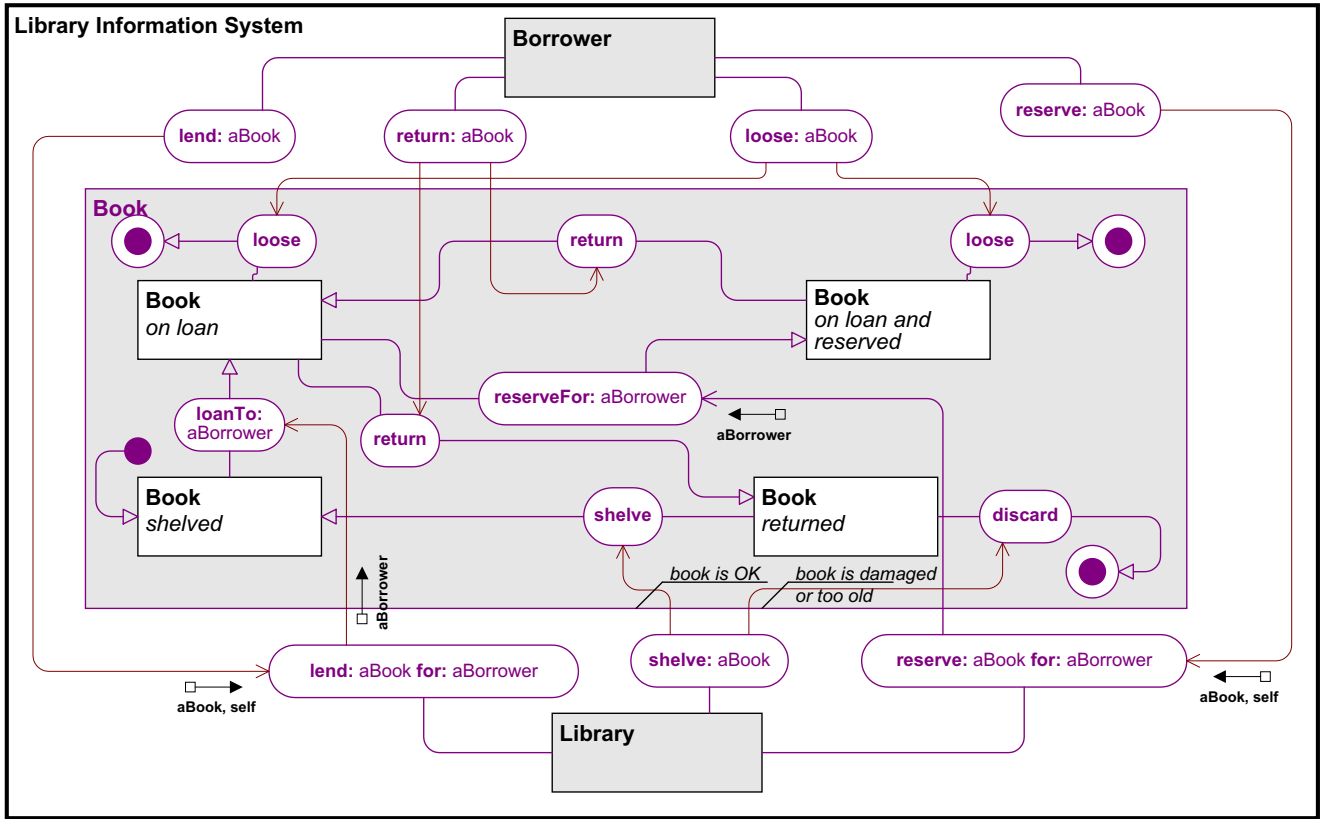 Library Information System
Borrower
lend: aBook
return: aBook
loose: aBook
reserve: aBook
Book
loose
return
loose
Book
on loan
Book
on loan and
reserved
loanTo:
aBorrower
reserveFor: aBorrower
aBorrower
return
Book
shelved
shelve
Book
returned
discard
book is OK
book is damaged
or too old
aBorrower
lend: aBook for: aBorrower
shelve: aBook
reserve: aBook for: aBorrower
aBook, self
aBook, self
Library